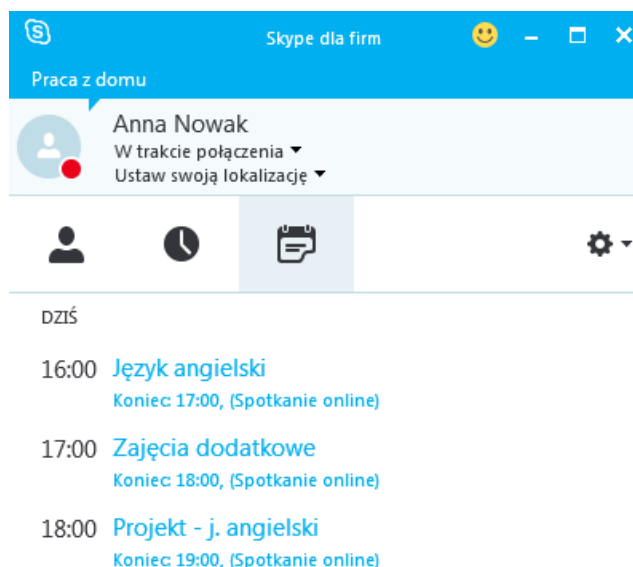 Skype dla firm
Praca z domu
Anna Nowak
W trakcie połączenia
Ustaw swoją lokalizację
DZIŚ
16:00 Język angielski
Koniec: 17:00, (Spotkanie online)
17:00 Zajęcia dodatkowe
Koniec: 18:00, (Spotkanie online)
18:00 Projekt - j. angielski
Koniec: 19:00, (Spotkanie online)